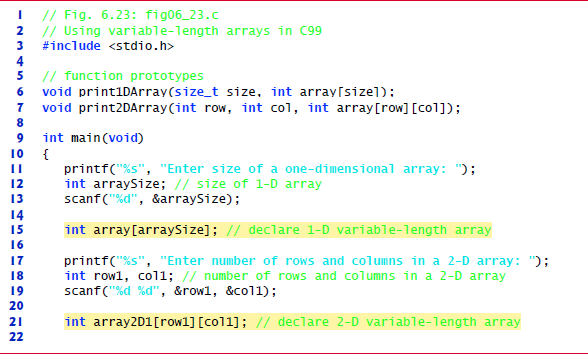 1 // Fig. 6.23: fig06_23.c
2 // Using variable-length arrays in C99
3 #include <stdio.h>
4
5 // function prototypes
6 void print1DArray(size_t size, int array[size]);
7 void print2DArray(int row, int col, int array[row][col]);
8
9 int main(void)
10 {
11 printf("%s", "Enter size of a one-dimensional array: ");
12 int arraySize; // size of 1-D array
13 scanf("%d", &arraySize);
14
15 int array[arraySize]; // declare 1-D variable-length array
16
17 printf("%s", "Enter number of rows and columns in a 2-D array: ");
18 int row1, col1; // number of rows and columns in a 2-D array
19 scanf("%d %d", &row1, &col1);
20
21 int array2D1[row1][col1]; // declare 2-D variable-length array
22